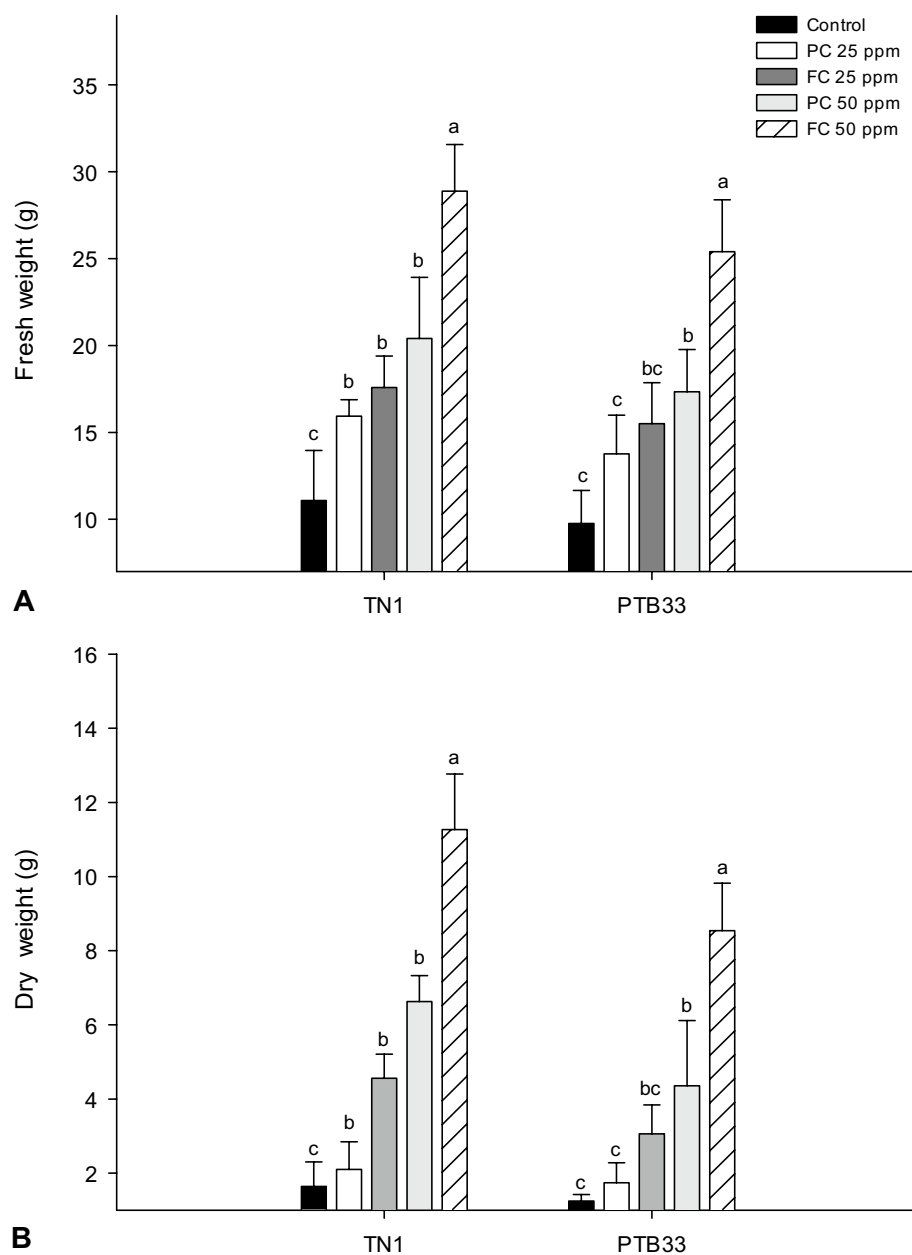 Control
PC 25 ppm
FC 25 ppm
PC 50 ppm
FC 50 ppm
Fresh weight (g)
35
30
25
20
15
10
c
b
b
b
a
c
c
bc
b
a
TN1
PTB33
A
Dry weight (g)
16
14
12
10
8
6
4
2
c
b
b
b
a
c
c
bc
b
a
TN1
PTB33
B